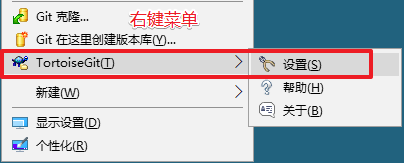 Git 克隆...
右键菜单
Git 在这里创建版本库(Y)...
TortoiseGit(T)
设置(S)
新建(W)
帮助(H)
关于(B)
显示设置(D)
个性化(R)